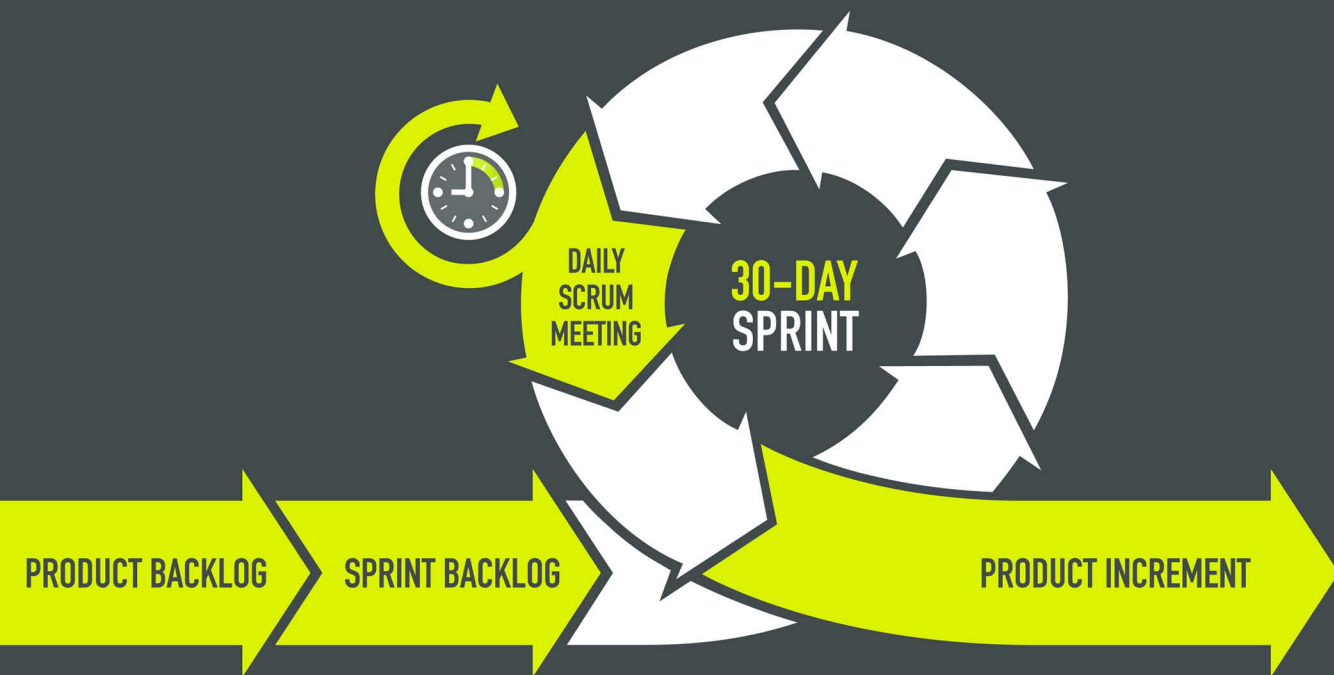 DAILY
SCRUM
MEETING
30-DAY
SPRINT
PRODUCT BACKLOG
SPRINT BACKLOG
PRODUCT INCREMENT